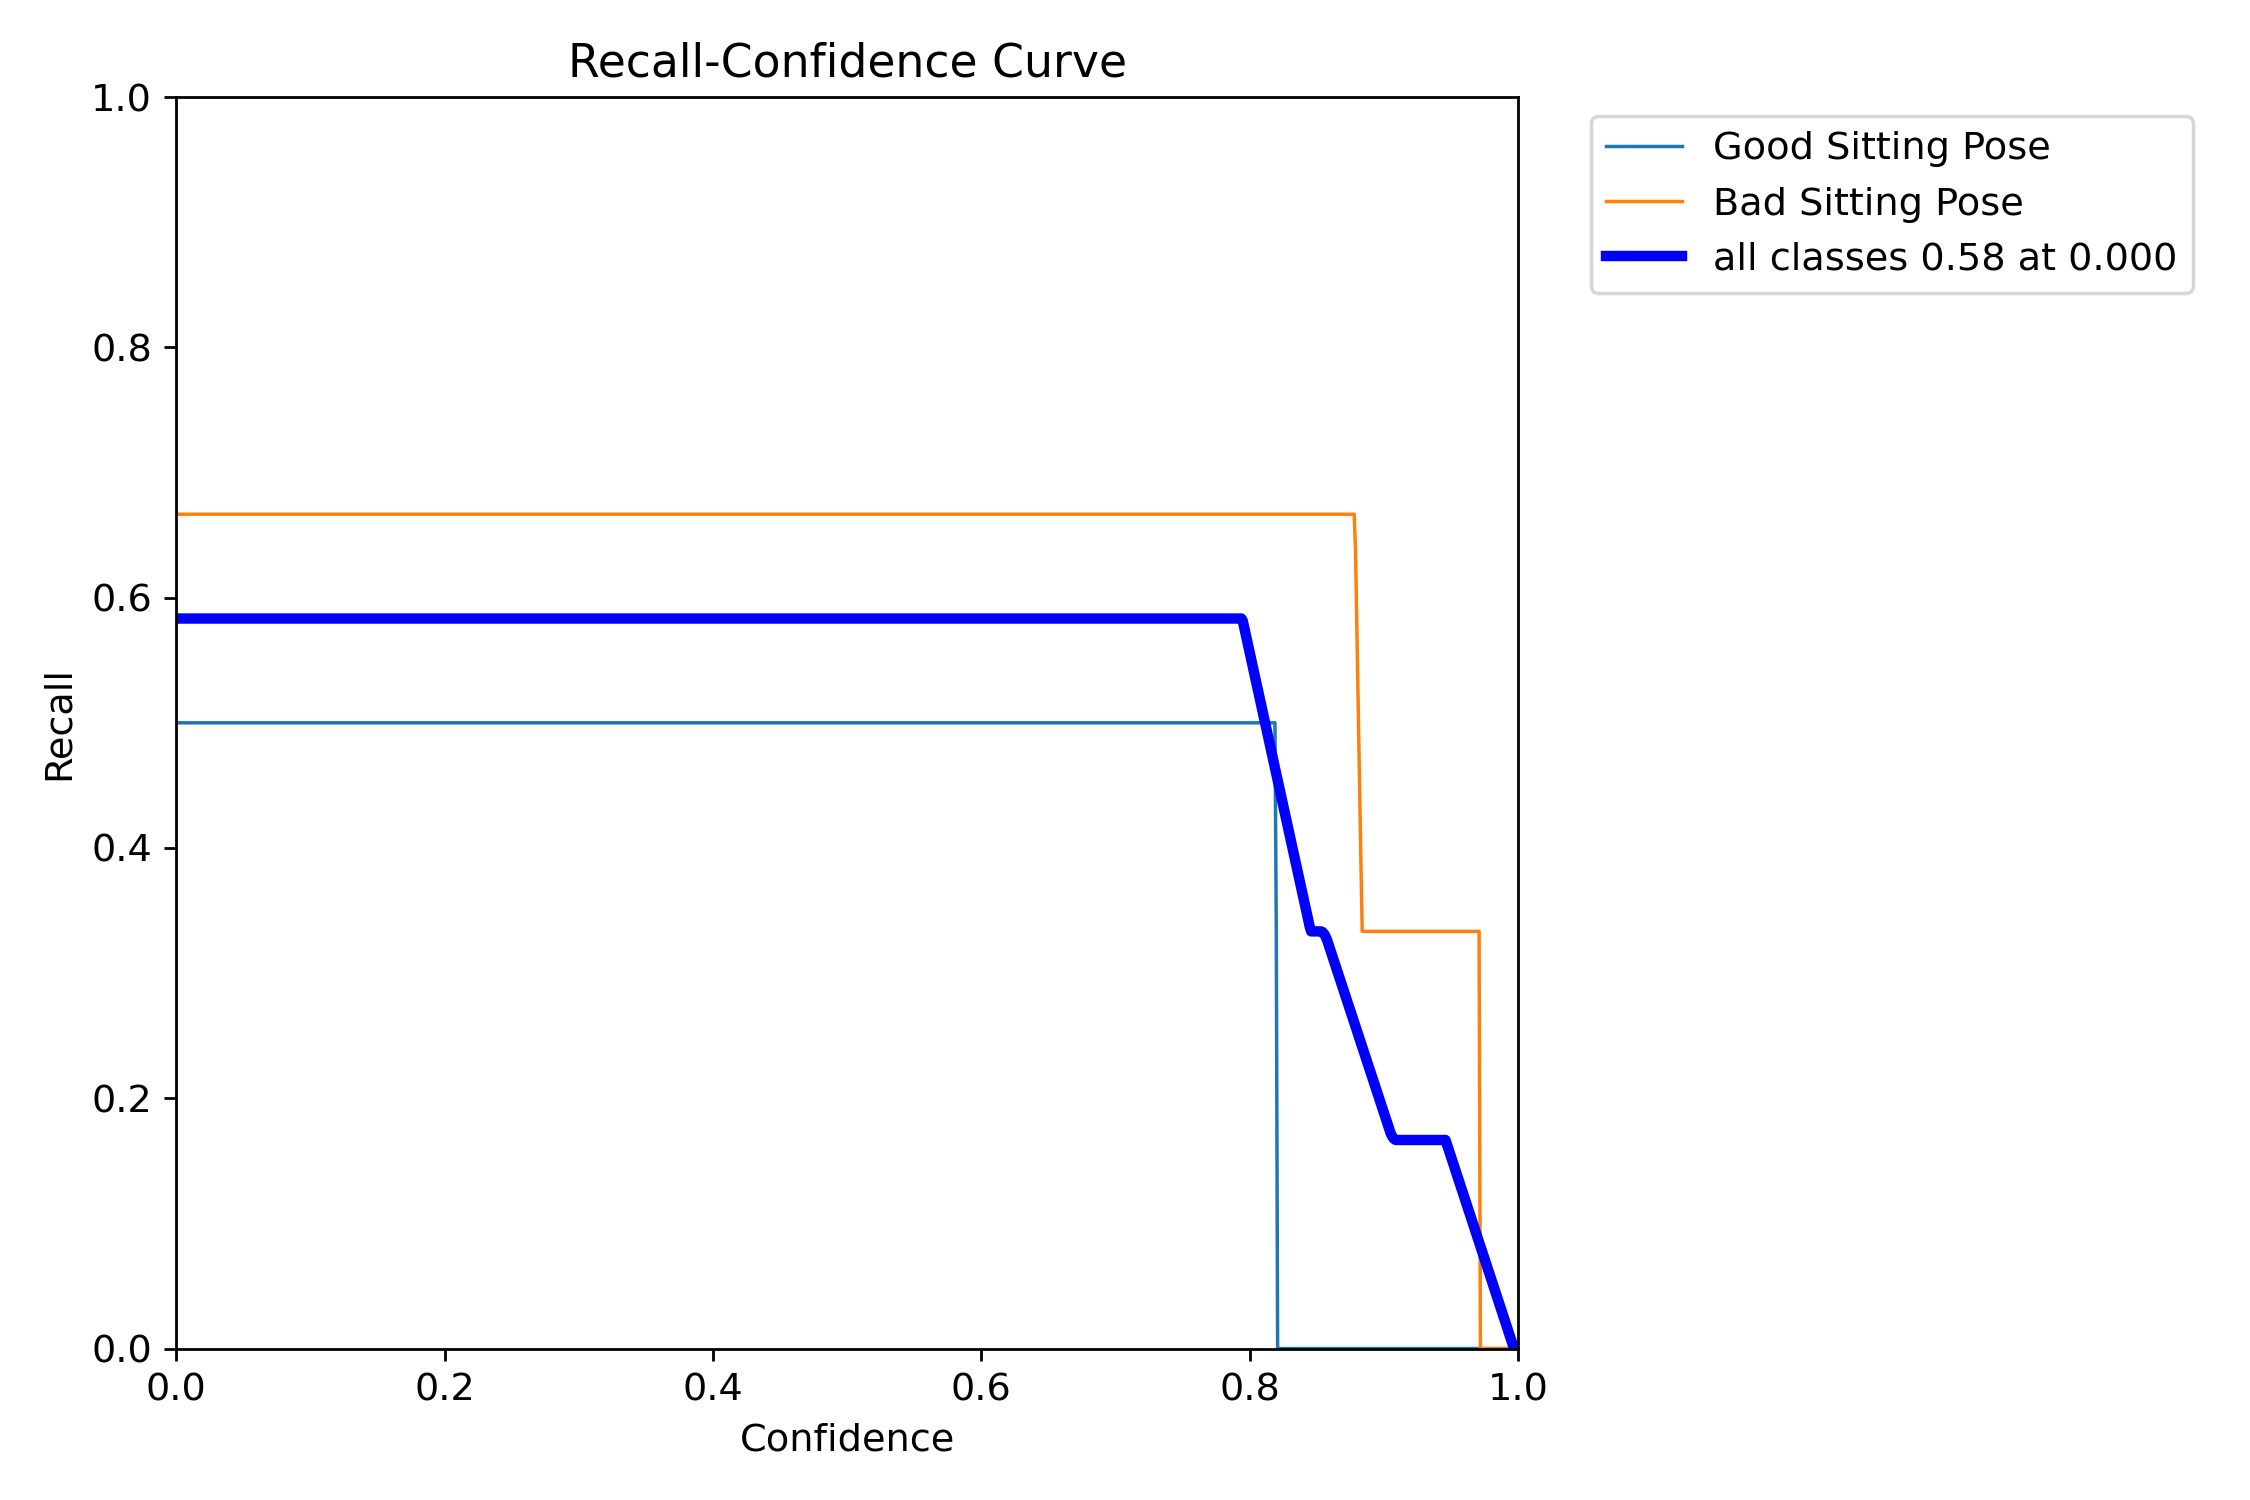 Recall-Confidence Curve
1.0
0.8
0.6
0.4
0.2
0.0
Recall
0.0 0.2 0.4 0.6 0.8 1.0
Confidence
Good Sitting Pose
Bad Sitting Pose
all classes 0.58 at 0.000